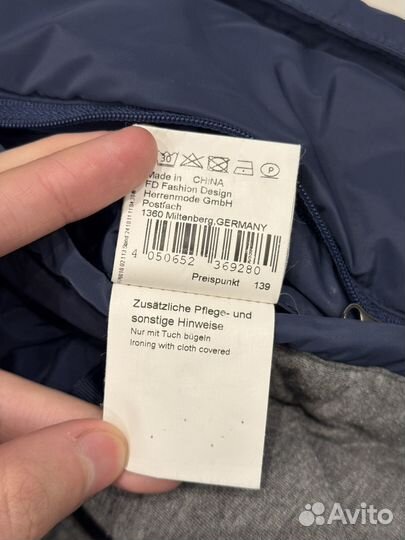 30 P
Made in CHINA
FD Fashion Design
Herrenmode GmbH
Postfach
1360 Miltenberg,GERMANY
4 050652 369280
Preispunkt 139
Zusätzliche Pflege- und
sonstige Hinweise
Nur mit Tuch bügeln
Ironing with cloth covered
Avito